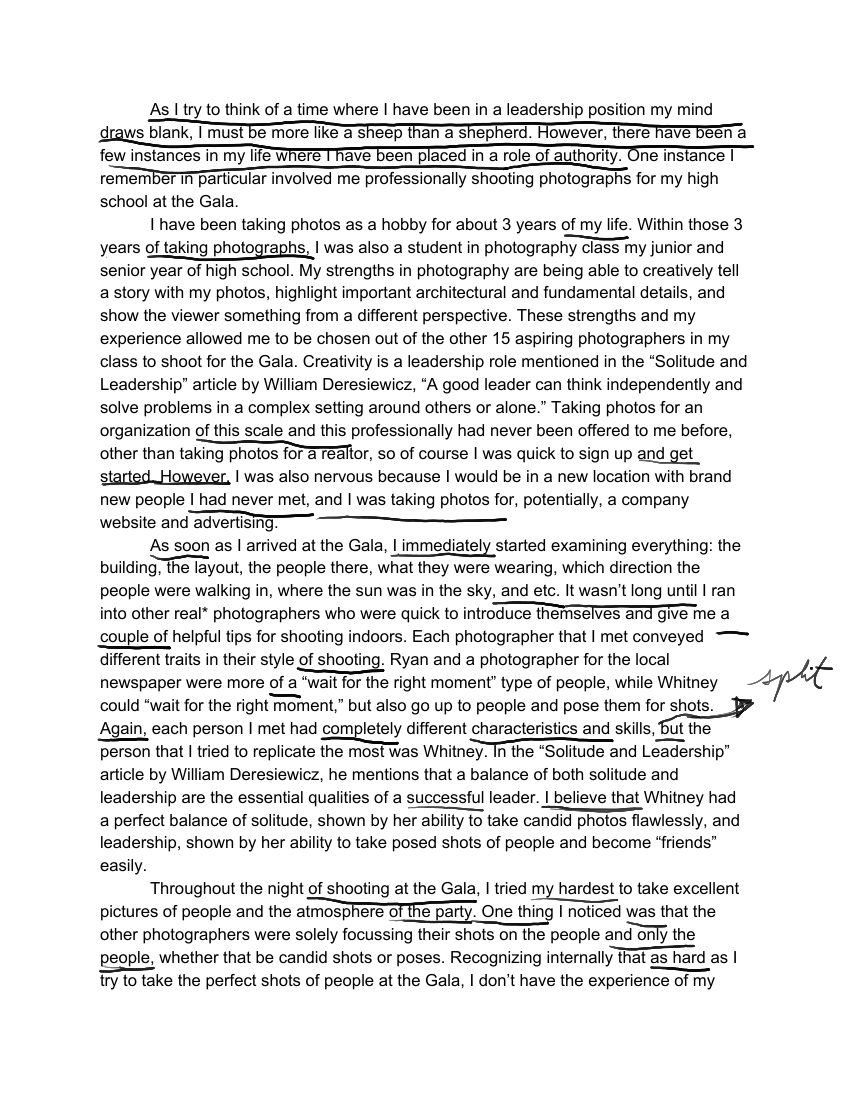 As I try to think of a time where I have been in a leadership position my mind
draws blank, I must be more like a sheep than a shepherd. However, there have been a
few instances in my life where I have been placed in a role of authority. One instance I
remember in particular involved me professionally shooting photographs for my high
school at the Gala.
I have been taking photos as a hobby for about 3 years of my life. Within those 3
years of taking photographs, I was also a student in photography class my junior and
senior year of high school. My strengths in photography are being able to creatively tell
a story with my photos, highlight important architectural and fundamental details, and
show the viewer something from a different perspective. These strengths and my
experience allowed me to be chosen out of the other 15 aspiring photographers in my
class to shoot for the Gala. Creativity is a leadership role mentioned in the “Solitude and
Leadership” article by William Deresiewicz, “A good leader can think independently and
solve problems in a complex setting around others or alone.” Taking photos for an
organization of this scale and this professionally had never been offered to me before,
other than taking photos for a realtor, so of course I was quick to sign up and get
started. However, I was also nervous because I would be in a new location with brand
new people I had never met, and I was taking photos for, potentially, a company
website and advertising.
As soon as I arrived at the Gala, I immediately started examining everything: the
building, the layout, the people there, what they were wearing, which direction the
people were walking in, where the sun was in the sky, and etc. It wasn’t long until I ran
into other real* photographers who were quick to introduce themselves and give me a
couple of helpful tips for shooting indoors. Each photographer that I met conveyed
different traits in their style of shooting. Ryan and a photographer for the local
newspaper were more of a “wait for the right moment” type of people, while Whitney
could “wait for the right moment,” but also go up to people and pose them for shots.
split
Again, each person I met had completely different characteristics and skills, but the
person that I tried to replicate the most was Whitney. In the “Solitude and Leadership”
article by William Deresiewicz, he mentions that a balance of both solitude and
leadership are the essential qualities of a successful leader. I believe that Whitney had
a perfect balance of solitude, shown by her ability to take candid photos flawlessly, and
leadership, shown by her ability to take posed shots of people and become “friends”
easily.
Throughout the night of shooting at the Gala, I tried my hardest to take excellent
pictures of people and the atmosphere of the party. One thing I noticed was that the
other photographers were solely focussing their shots on the people and only the
people, whether that be candid shots or poses. Recognizing internally that as hard as I
try to take the perfect shots of people at the Gala, I don’t have the experience of my